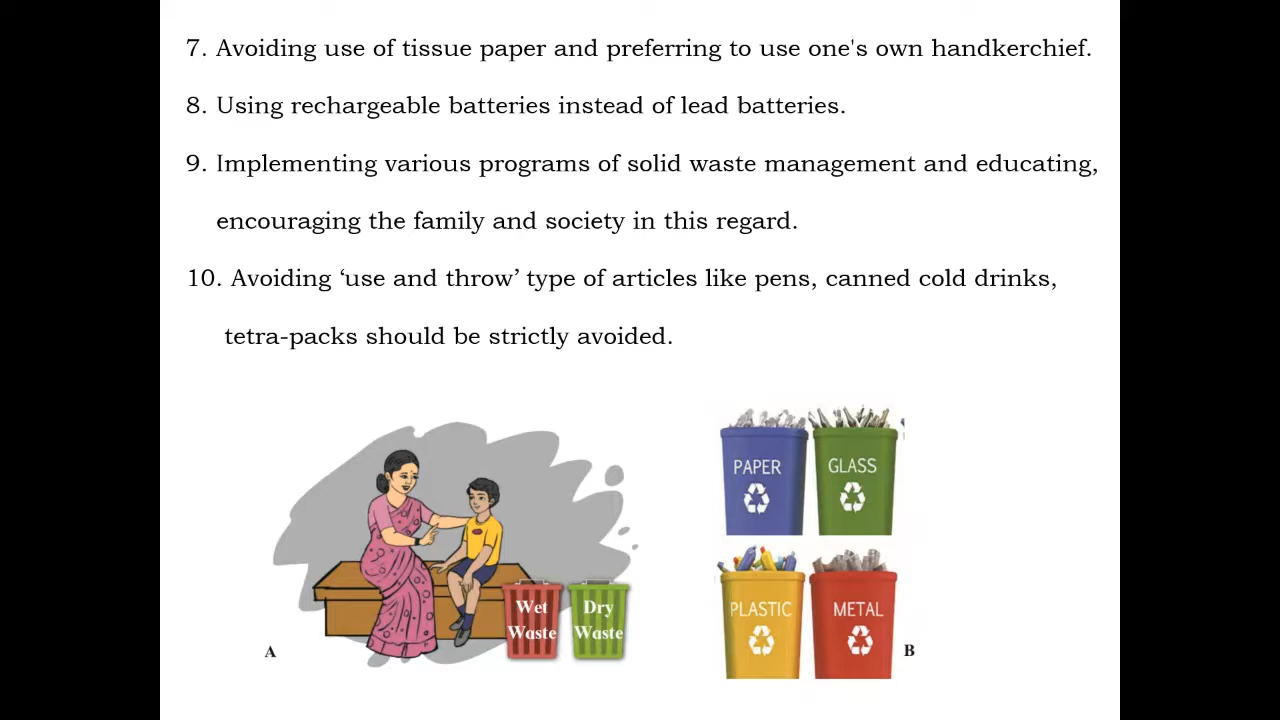 7. Avoiding use of tissue paper and preferring to use one's own handkerchief.
8. Using rechargeable batteries instead of lead batteries.
9. Implementing various programs of solid waste management and educating,
encouraging the family and society in this regard.
10. Avoiding ‘use and throw’ type of articles like pens, canned cold drinks,
tetra-packs should be strictly avoided.
Wet
Waste
Dry
Waste
A
PAPER
GLASS
PLASTIC
METAL
B